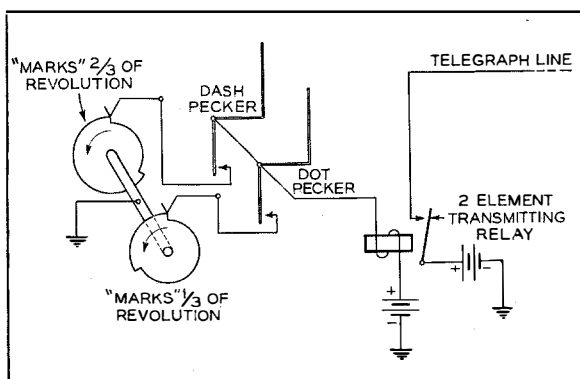 "MARKS" 2/3 OF
REVOLUTION
DASH
PECKER
TELEGRAPH LINE
DOT
PECKER
2 ELEMENT
TRANSMITTING
RELAY
+ -
+
-
"MARKS" 1/3 OF
REVOLUTION